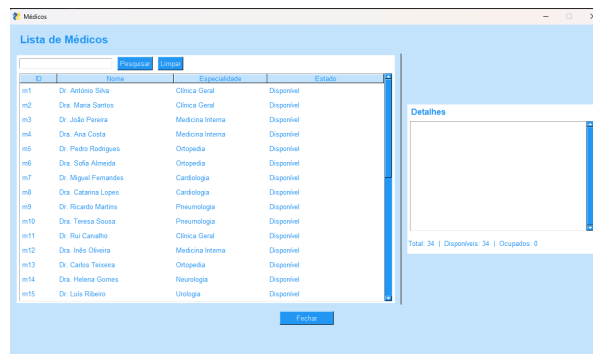 Médicos
Lista de Médicos
Pesquisar Limpar
ID Nome Especialidade Estado
m1 Dr. António Silva Clínica Geral Disponível
m2 Dra. Maria Santos Clínica Geral Disponível
m3 Dr. João Pereira Medicina Interna Disponível
m4 Dra. Ana Costa Medicina Interna Disponível
m5 Dr. Pedro Rodrigues Ortopedia Disponível
m6 Dra. Sofia Almeida Ortopedia Disponível
m7 Dr. Miguel Fernandes Cardiologia Disponível
m8 Dra. Catarina Lopes Cardiologia Disponível
m9 Dr. Ricardo Martins Pneumologia Disponível
m10 Dra. Teresa Sousa Pneumologia Disponível
m11 Dr. Rui Carvalho Clínica Geral Disponível
m12 Dra. Inês Oliveira Medicina Interna Disponível
m13 Dr. Carlos Teixeira Ortopedia Disponível
m14 Dra. Helena Gomes Neurologia Disponível
m15 Dr. Luís Ribeiro Urologia Disponível
Detalhes
Total: 34 | Disponíveis: 34 | Ocupados: 0
Fechar